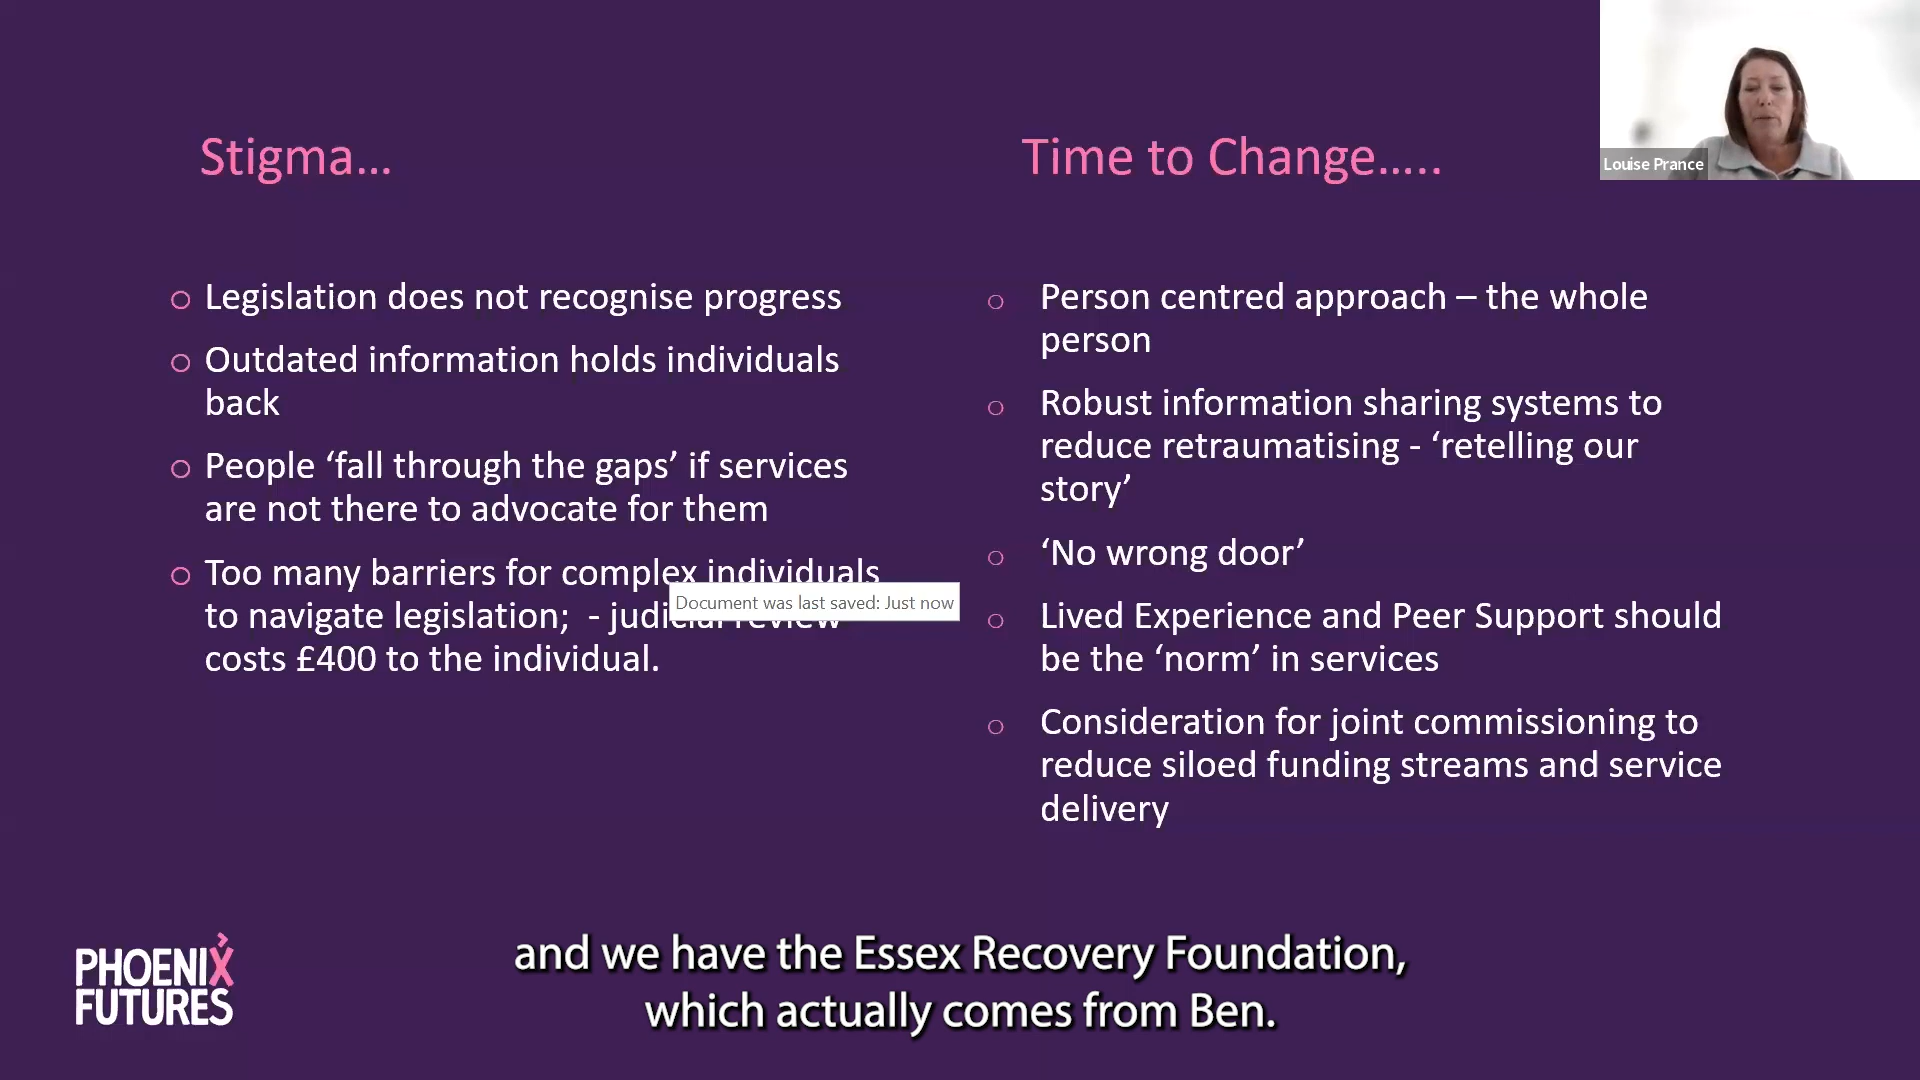 Stigma...
Legislation does not recognise progress
Outdated information holds individuals
back
People ‘fall through the gaps’ if services
are not there to advocate for them
Too many barriers for complex individuals
to navigate legislation;  - judicial review
costs £400 to the individual.
Document was last saved: Just now
Time to Change.....
Person centred approach – the whole
person
Robust information sharing systems to
reduce retraumatising - ‘retelling our
story’
‘No wrong door’
Lived Experience and Peer Support should
be the ‘norm’ in services
Consideration for joint commissioning to
reduce siloed funding streams and service
delivery
Louise Prance
PHOENIX
FUTURES
and we have the Essex Recovery Foundation,
which actually comes from Ben.